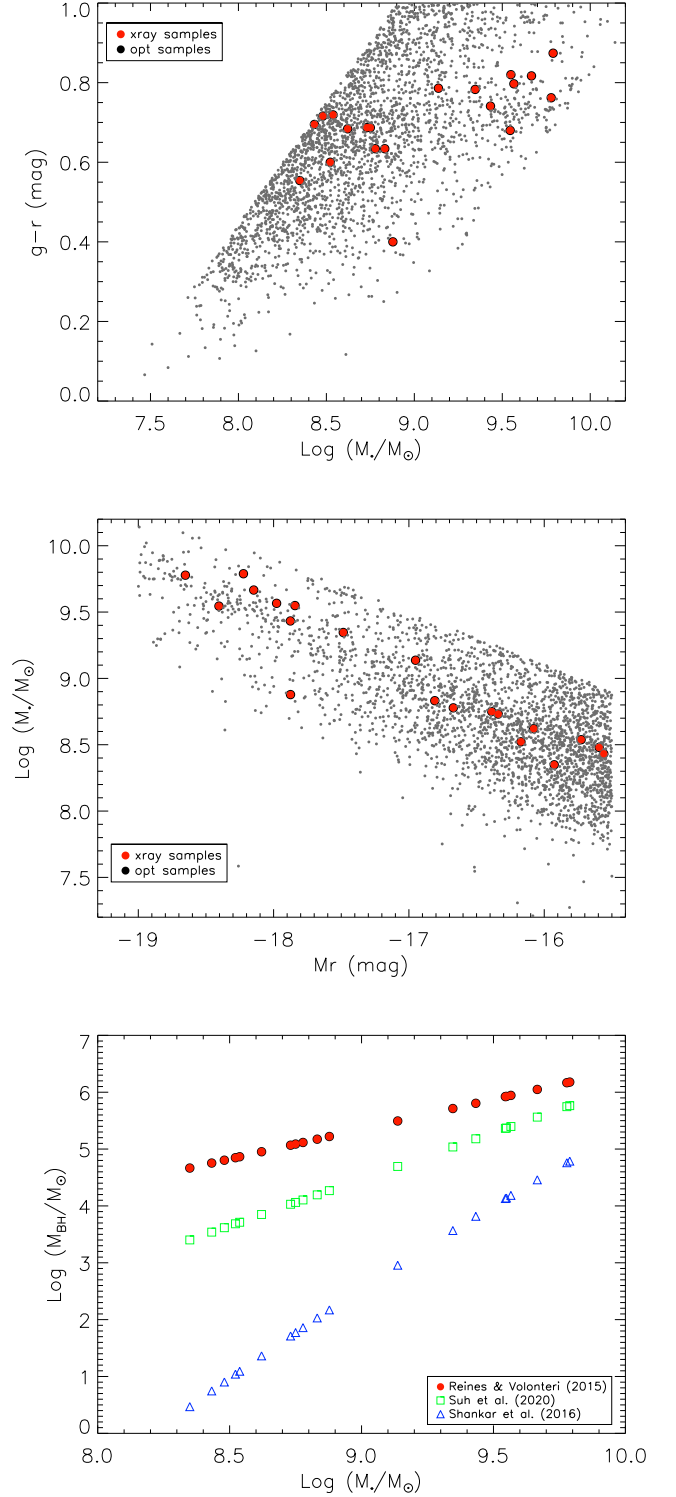 1.0
0.8
0.6
0.4
0.2
0.0
g−r (mag)
xray samples
opt samples
7.5 8.0 8.5 9.0 9.5 10.0
Log (M⋆/M⊙)
10.0
9.5
9.0
8.5
8.0
7.5
Log (M⋆/M⊙)
xray samples
opt samples
−19 −18 −17 −16
Mr (mag)
7
6
5
4
3
2
1
0
Log (M_BH/M⊙)
Reines & Volonteri (2015)
Suh et al. (2020)
Shankar et al. (2016)
8.0 8.5 9.0 9.5 10.0
Log (M⋆/M⊙)